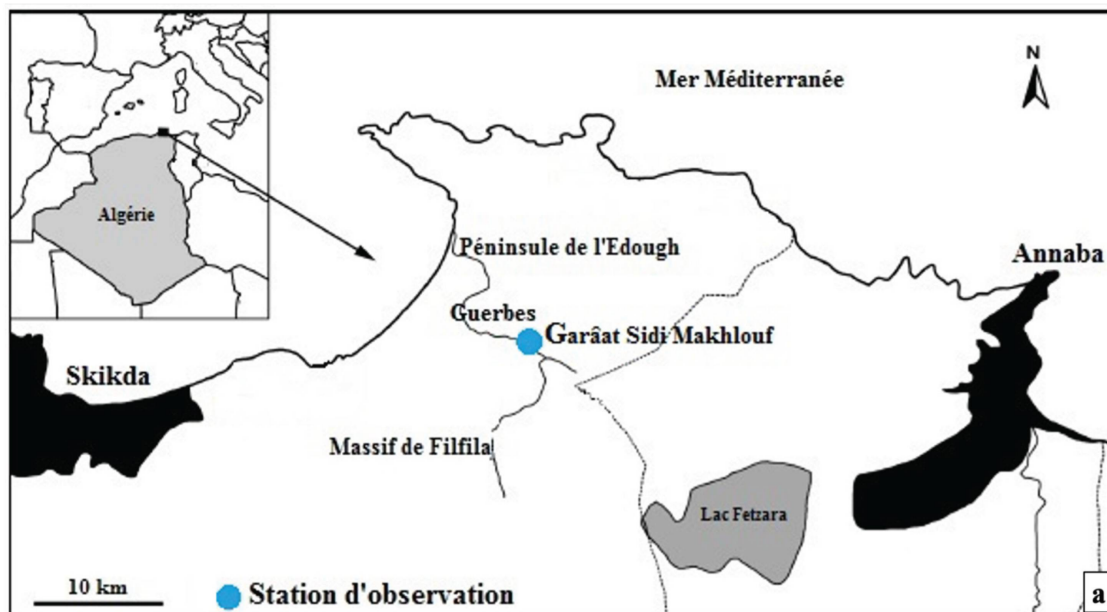 N
Mer Méditerranée
Algérie
Péninsule de l'Edough
Annaba
Guerbes
Garâat Sidi Makhlouf
Skikda
Massif de Filfila
Lac Fetzara
10 km
Station d'observation
a